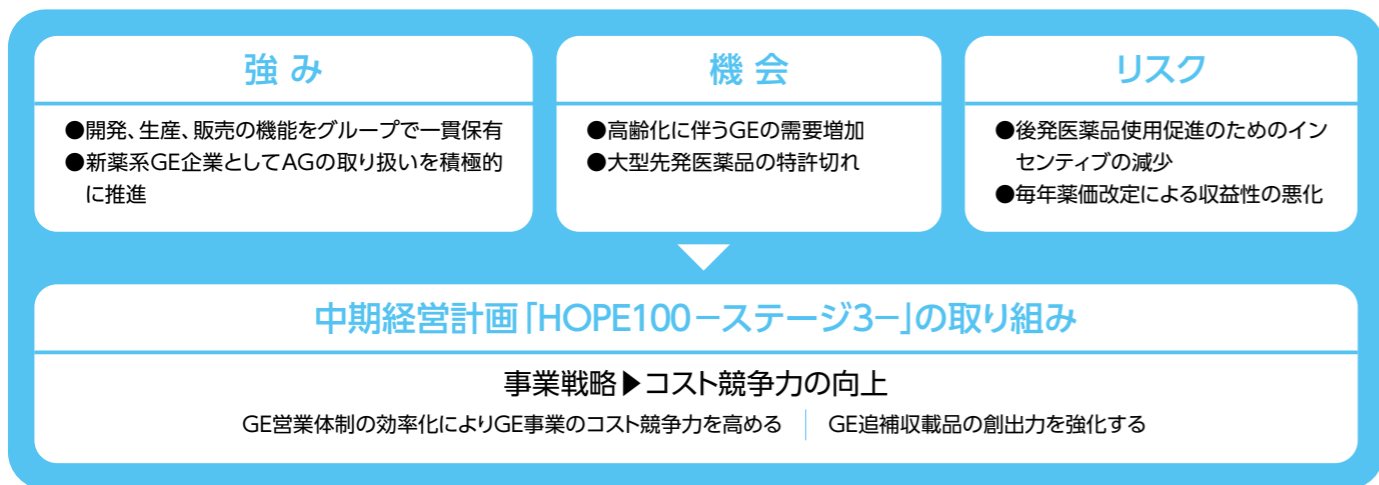 強み
●開発、生産、販売の機能をグループで一貫保有
●新薬系GE企業としてAGの取り扱いを積極的
に推進
機会
●高齢化に伴うGEの需要増加
●大型先発医薬品の特許切れ
リスク
●後発医薬品使用促進のためのイン
センティブの減少
●毎年薬価改定による収益性の悪化
中期経営計画「HOPE100-ステージ3-」の取り組み
事業戦略▶コスト競争力の向上
GE営業体制の効率化によりGE事業のコスト競争力を高める
GE追補収載品の創出力を強化する